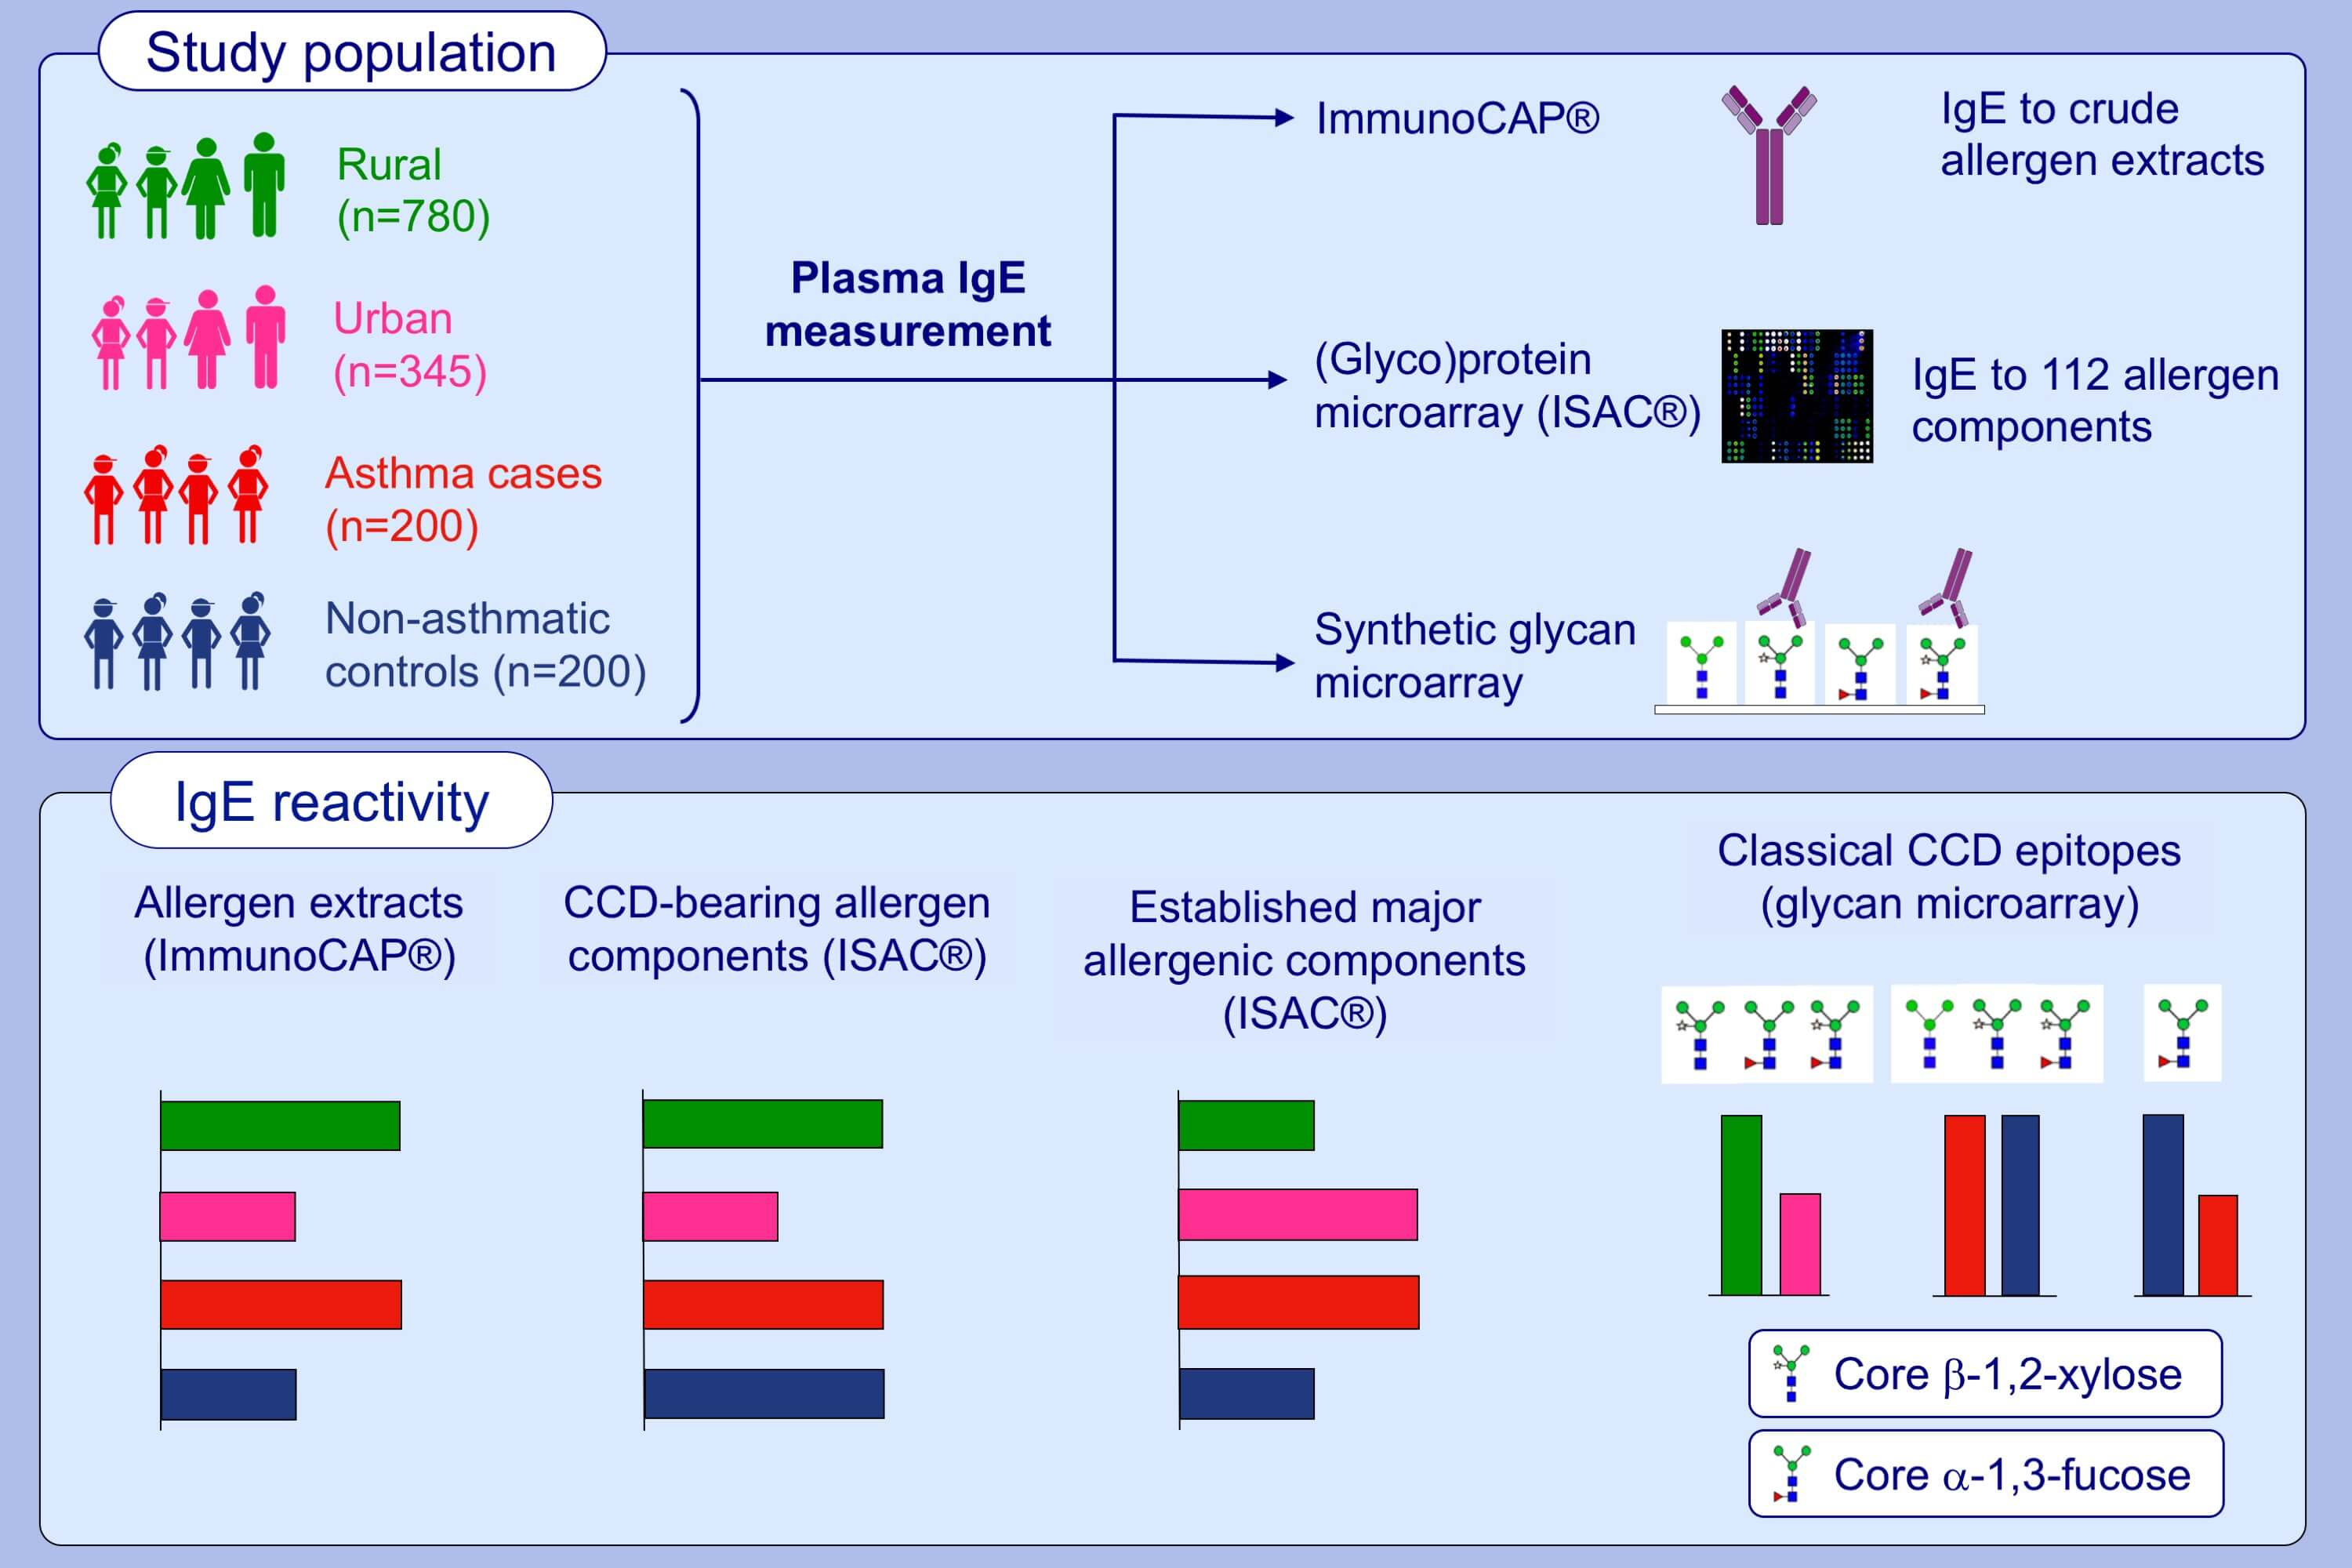 Study population
Rural
(n=780)
Urban
(n=345)
Asthma cases
(n=200)
Non-asthmatic
controls (n=200)
Plasma IgE
measurement
ImmunoCAP®
IgE to crude
allergen extracts
(Glyco)protein
microarray (ISAC®)
IgE to 112 allergen
components
Synthetic glycan
microarray
IgE reactivity
Allergen extracts
(ImmunoCAP®)
CCD-bearing allergen
components (ISAC®)
Established major
allergenic components
(ISAC®)
Classical CCD epitopes
(glycan microarray)
Core β-1,2-xylose
Core α-1,3-fucose